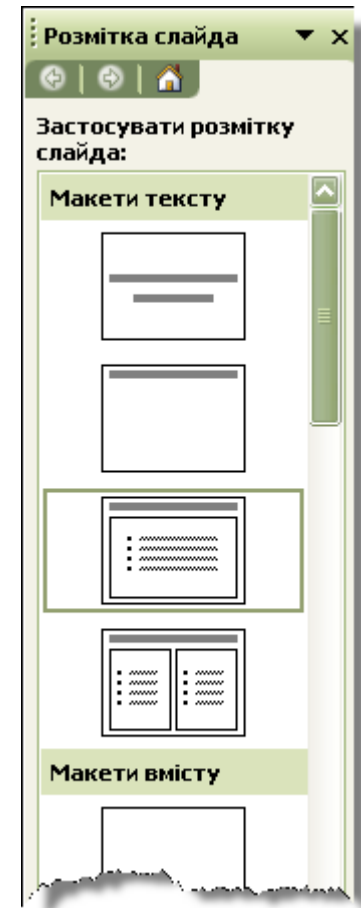 Розмітка слайда
Застосувати розмітку
слайда:
Макети тексту
Макети вмісту